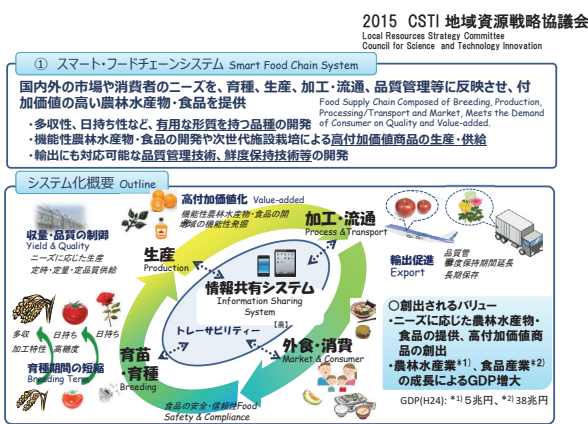 2015 CSTI 地域資源戦略協議会
Local Resources Strategy Committee
Council for Science and Technology Innovation
① スマート・フードチェーンシステム Smart Food Chain System
国内外の市場や消費者のニーズを、育種、生産、加工・流通、品質管理等に反映させ、付
加価値の高い農林水産物・食品を提供
Food Supply Chain Composed of Breeding, Production,
Processing/Transport and Market, Meets the Demand
of Consumer on Quality and Value-added.
・多収性、日持ち性など、有用な形質を持つ品種の開発
・機能性農林水産物・食品の開発や次世代施設栽培による高付加価値商品の生産・供給
・輸出にも対応可能な品質管理技術、鮮度保持技術等の開発
システム化概要 Outline
高付加価値化 Value-added
機能性農林水産物・食品の開
地域の機能性発掘
収量・品質の制御
Yield & Quality
ニーズに応じた生産
定時・定量・定品質供給
加工・流通
Process &Transport
生産
Production
輸出促進
Export
品質管
鮮度保持期間延長
長期保存
情報共有システム
Information Sharing
System
【農】
トレーサビリティー
多収
日持ち
日持ち
加工特性
高糖度
育種期間の短縮
Breeding Term
育苗
・育種
Breeding
外食・消費
Market & Consumer
食品の安全・信頼性Food
Safety & Compliance
〇創出されるバリュー
・ニーズに応じた農林水産物・
食品の提供、高付加価値商
品の創出
・農林水産業*1)、食品産業*2)
の成長によるGDP増大
GDP(H24): *1)5兆円、*2)38兆円